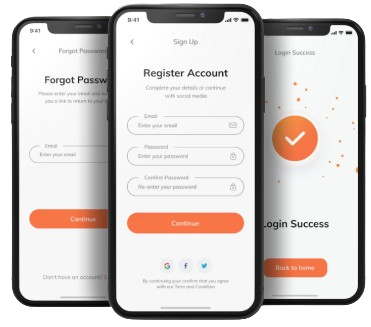 9:41
Forgot Password
Forgot Passw
Please enter your email and
you a link to return to your
Email
Enter your email
Continue
Don't have an account?
9:41
Sign Up
Register Account
Complete your details or continue
with social media
Email
Enter your email
Password
Enter your password
Confirm Password
Re-enter your password
Continue
G f
By continuing your confirm that you agree
with our Term and Condition
Login Success
Login Success
Back to home